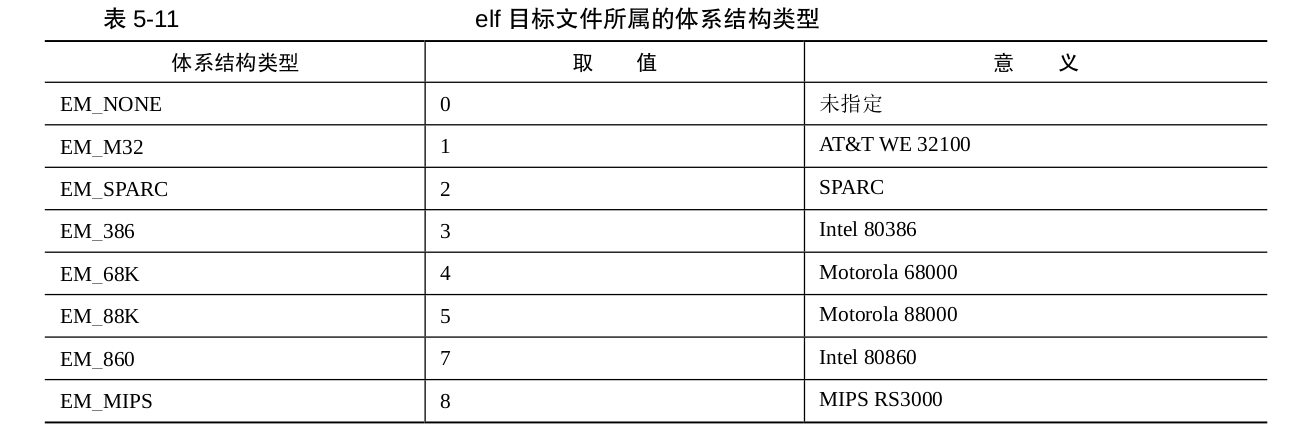 表 5-11 elf 目标文件所属的体系结构类型
体系结构类型 取 值 意 义
EM_NONE 0 未指定
EM_M32 1 AT&T WE 32100
EM_SPARC 2 SPARC
EM_386 3 Intel 80386
EM_68K 4 Motorola 68000
EM_88K 5 Motorola 88000
EM_860 7 Intel 80860
EM_MIPS 8 MIPS RS3000